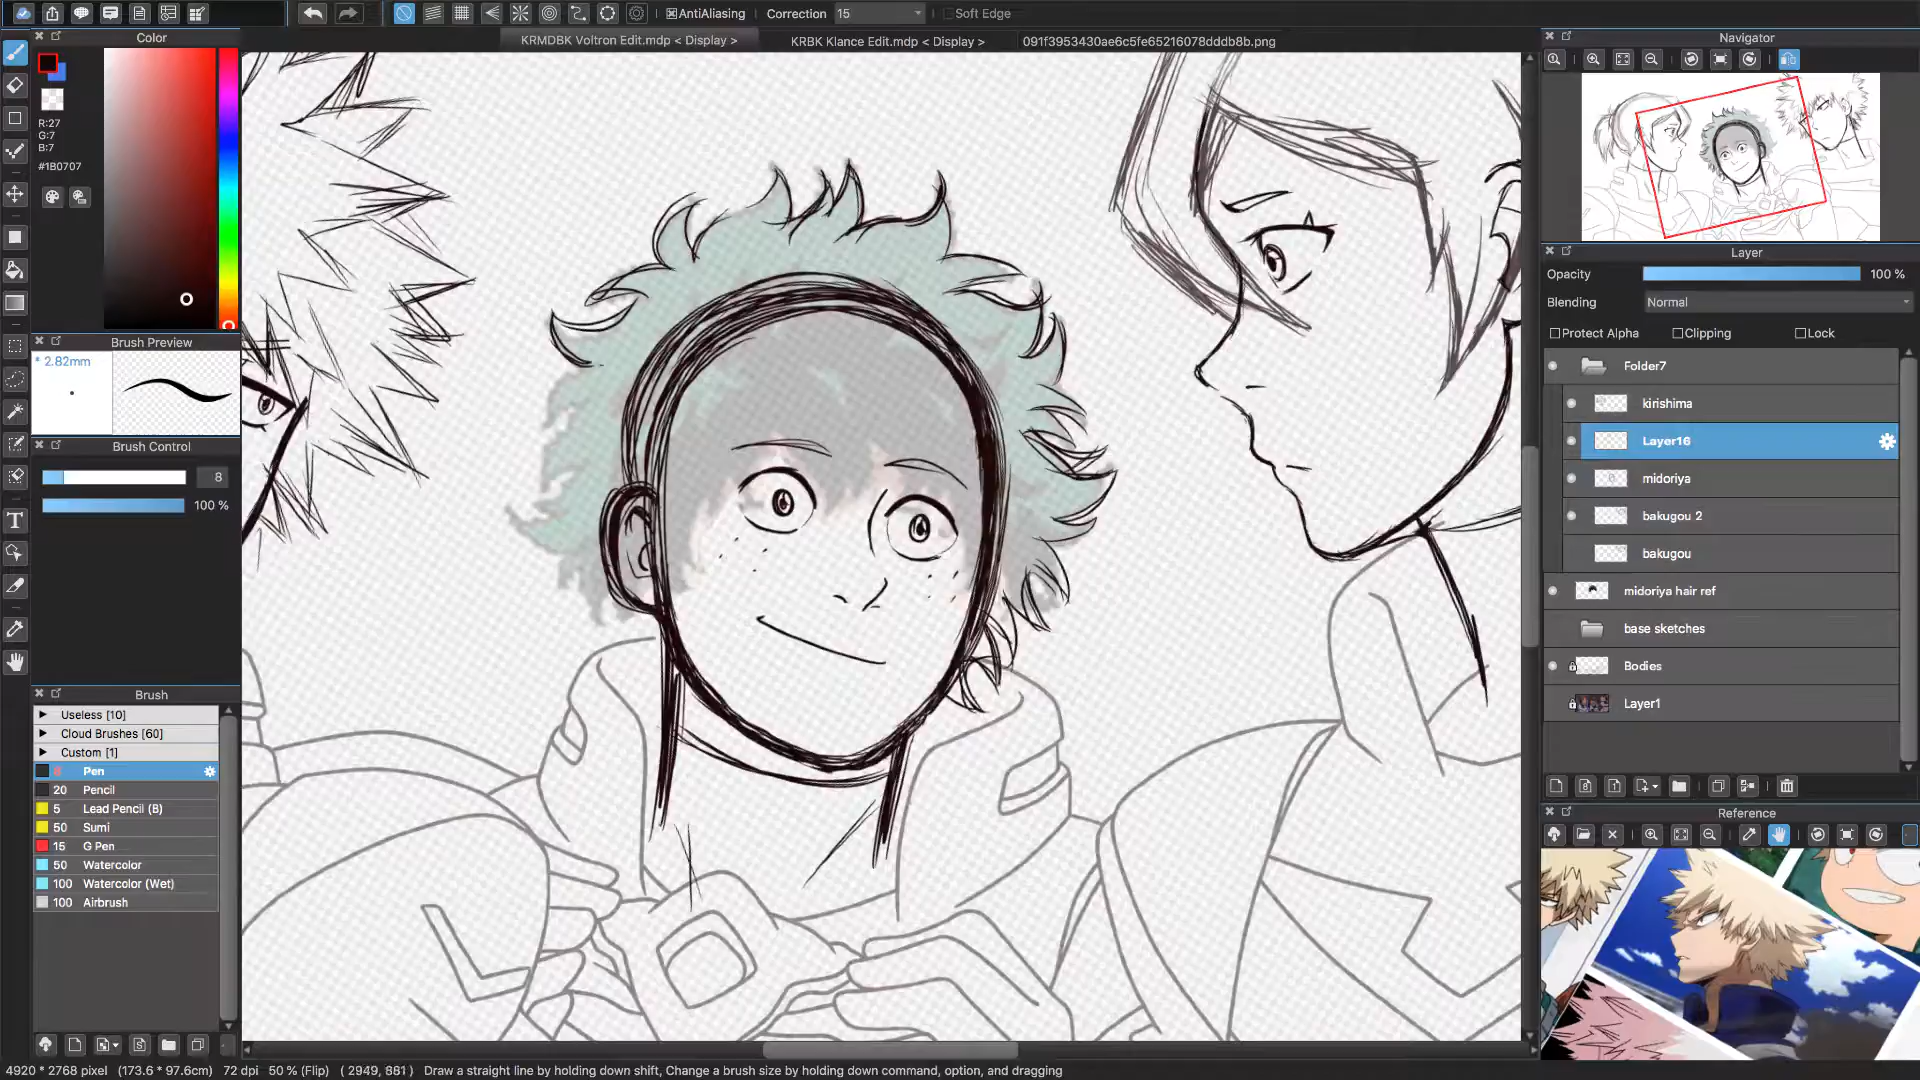 AntiAliasing
Correction
15
Soft Edge
Color
KRMDBK Voltron Edit.mdp < Display >
KRBK Klance Edit.mdp < Display >
091f3953430ae6c5fe65216078dddb8b.png
Navigator
R:27
G:7
B:7
#1B0707
Brush Preview
* 2.82mm
Brush Control
8
100 %
Brush
Useless [10]
Cloud Brushes [60]
Custom [1]
Pen
20 Pencil
5 Lead Pencil (B)
50 Sumi
15 G Pen
50 Watercolor
100 Watercolor (Wet)
100 Airbrush
Layer
Opacity
100 %
Blending
Normal
Protect Alpha
Clipping
Lock
Folder7
kirishima
Layer16
midoriya
bakugou 2
bakugou
midoriya hair ref
base sketches
Bodies
Layer1
Reference
4920 * 2768 pixel (173.6 * 97.6cm) 72 dpi 50 % (Flip) ( 2949, 881 ) Draw a straight line by holding down shift, Change a brush size by holding down command, option, and dragging